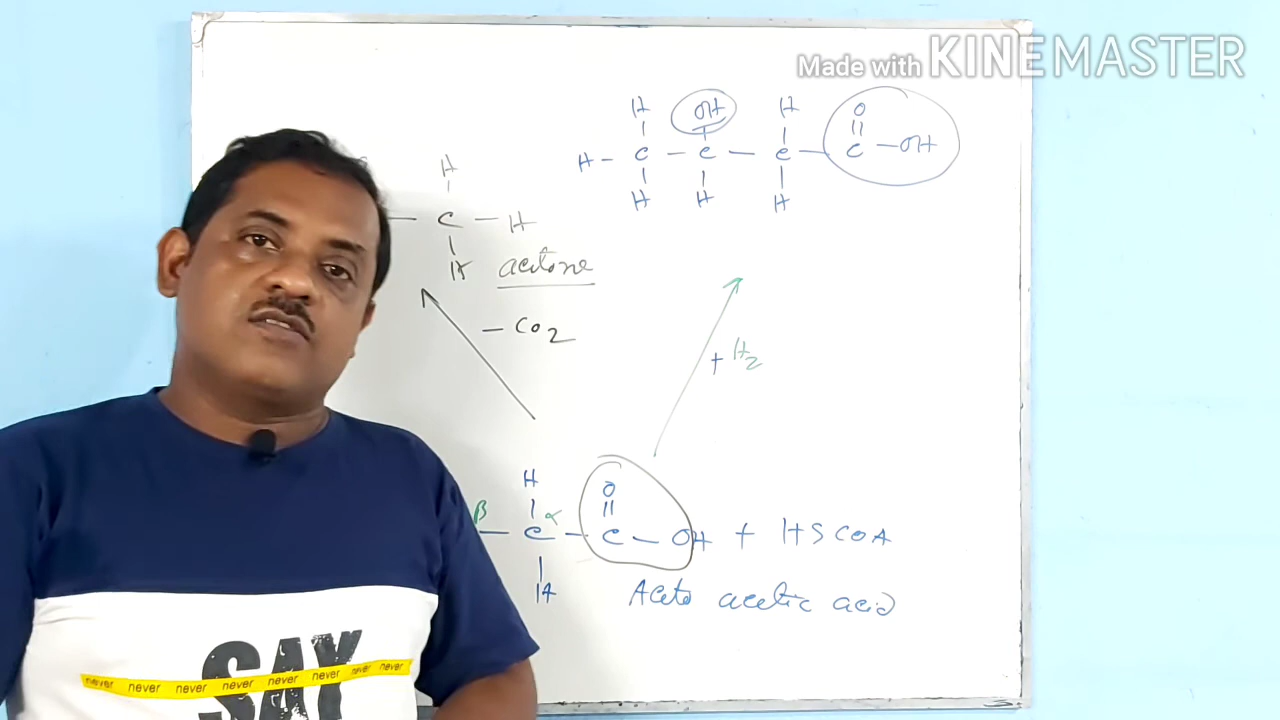 Made with KINEMASTER
H OH H O
H - C - C - C - C - OH
H H H
H
- C - H
H acetone
- CO2
+ H2
H O
β α
- C - C - OH + HSCOA
H
Aceto acetic acid
SAY
never never never never never never never